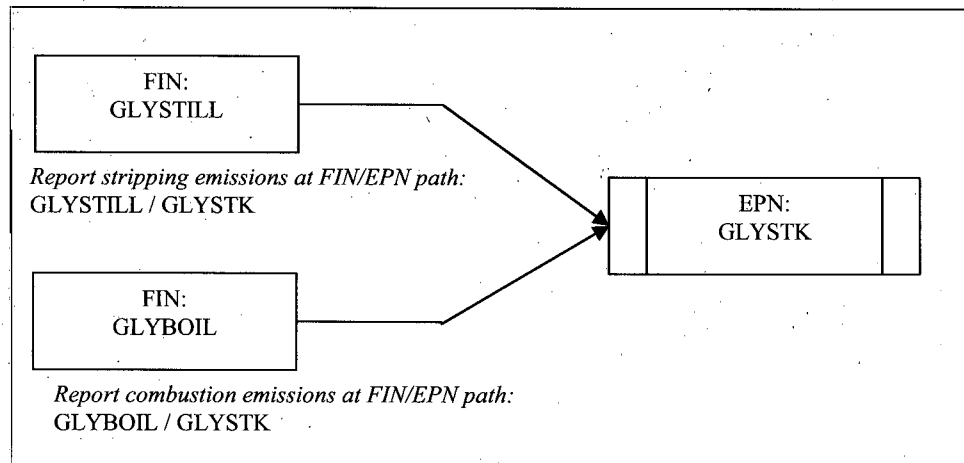 FIN:
GLYSTILL
Report stripping emissions at FIN/EPN path:
GLYSTILL / GLYSTK
EPN:
GLYSTK
FIN:
GLYBOIL
Report combustion emissions at FIN/EPN path:
GLYBOIL / GLYSTK